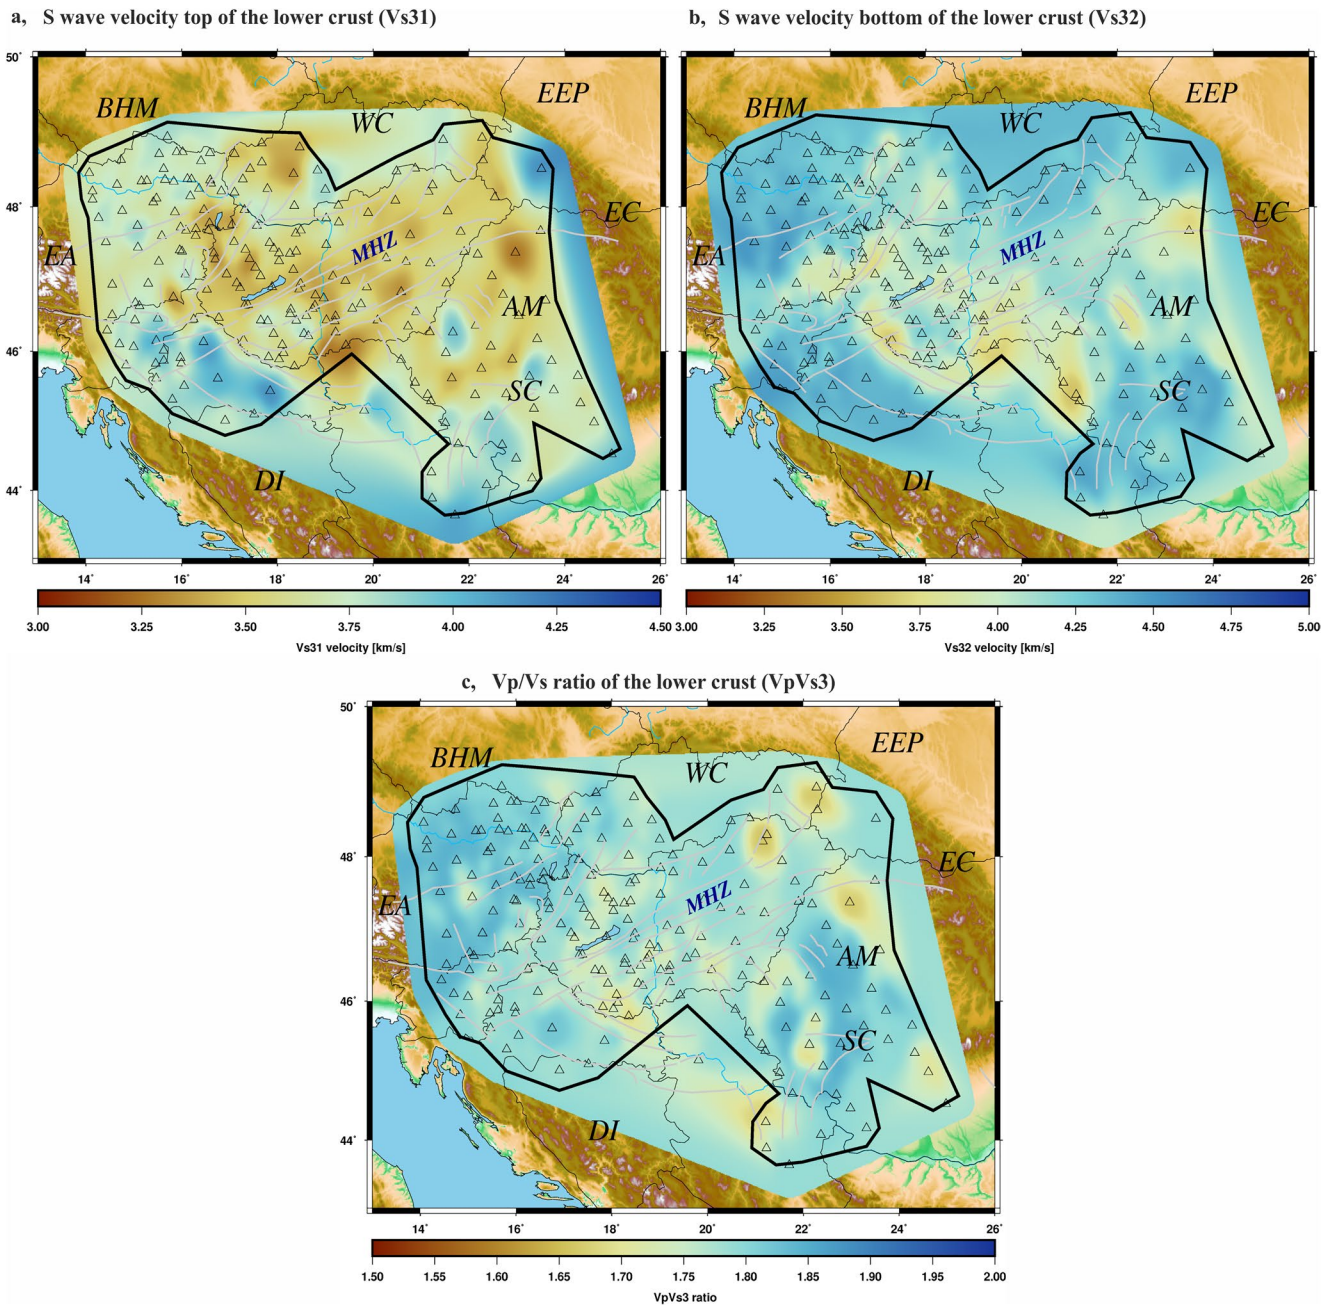 a, S wave velocity top of the lower crust (Vs31)
b, S wave velocity bottom of the lower crust (Vs32)
50°
BHM
WC
EEP
48°
EC
EA
MHZ
AM
46°
SC
DI
44°
14° 16° 18° 20° 22° 24° 26°
3.00 3.25 3.50 3.75 4.00 4.25 4.50
Vs31 velocity [km/s]
BHM
WC
EEP
EC
EA
MHZ
AM
SC
DI
14° 16° 18° 20° 22° 24° 26°
3.00 3.25 3.50 3.75 4.00 4.25 4.50 4.75 5.00
Vs32 velocity [km/s]
c, Vp/Vs ratio of the lower crust (VpVs3)
50°
BHM
WC
EEP
48°
EC
EA
MHZ
AM
46°
SC
DI
44°
14° 16° 18° 20° 22° 24° 26°
1.50 1.55 1.60 1.65 1.70 1.75 1.80 1.85 1.90 1.95 2.00
VpVs3 ratio